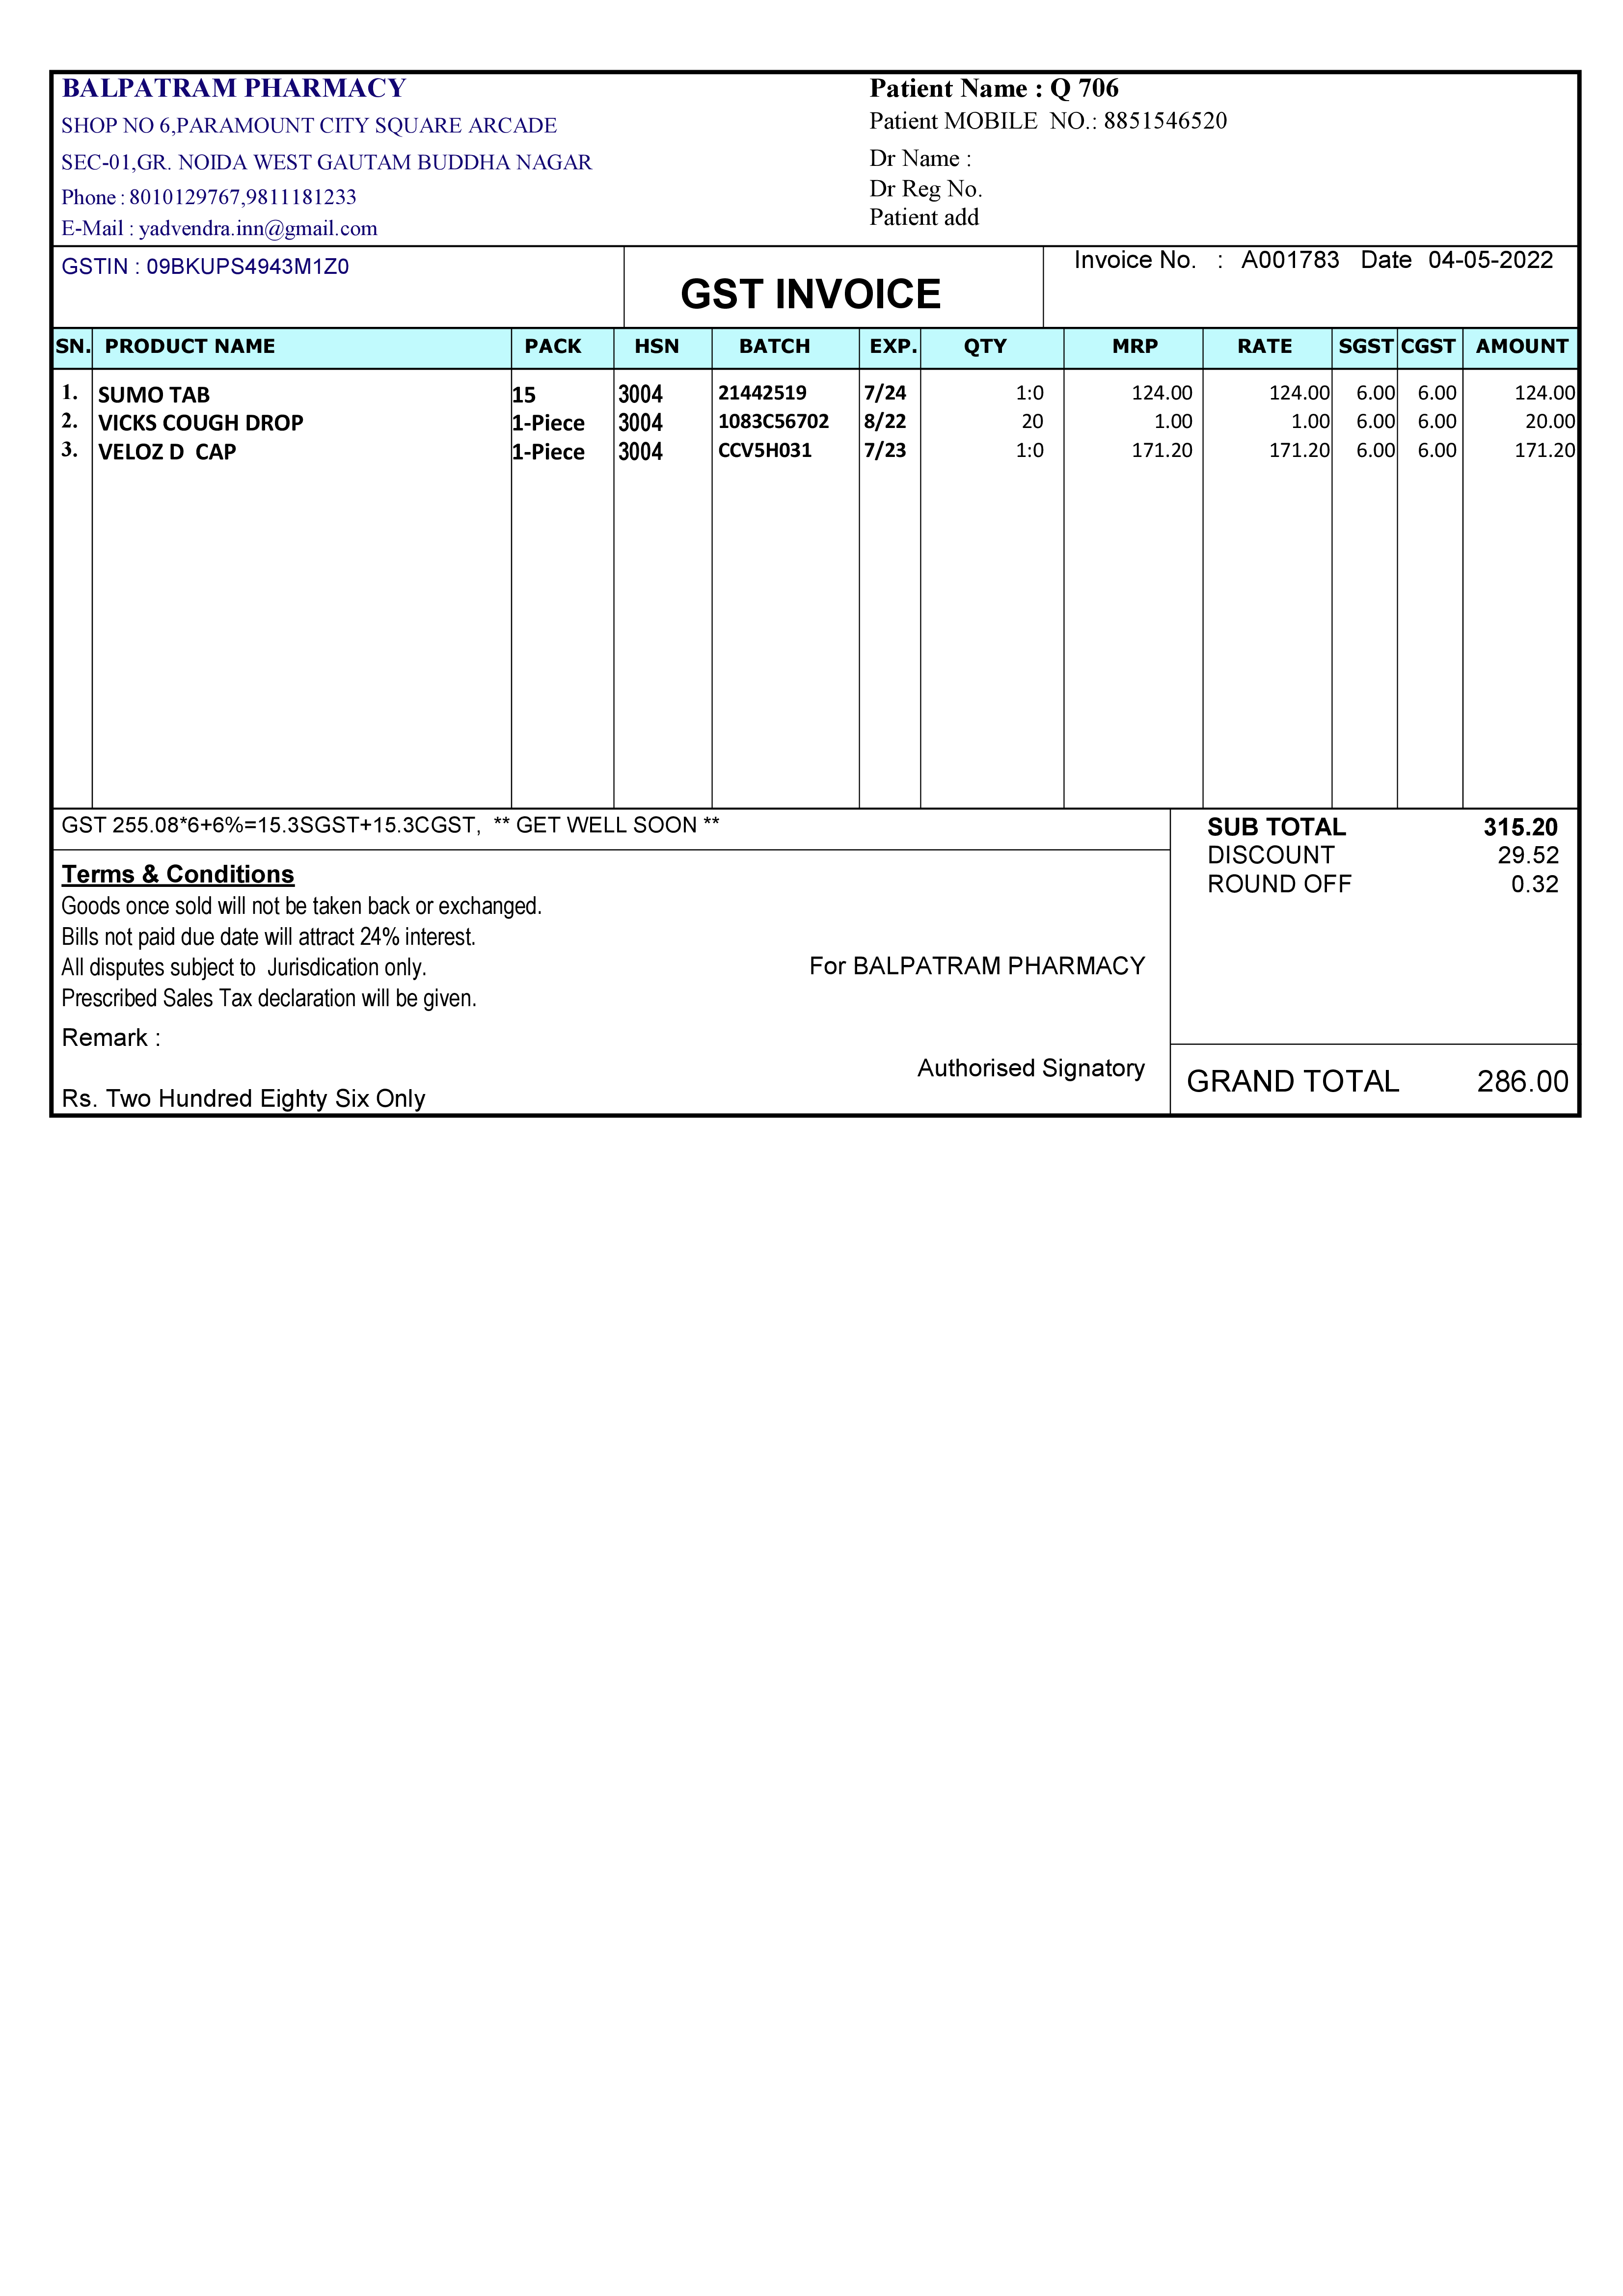 BALPATRAM PHARMACY
SHOP NO 6,PARAMOUNT CITY SQUARE ARCADE
SEC-01,GR. NOIDA WEST GAUTAM BUDDHA NAGAR
Phone : 8010129767,9811181233
E-Mail : yadvendra.inn@gmail.com
Patient Name : Q 706
Patient MOBILE NO.: 8851546520
Dr Name :
Dr Reg No.
Patient add
GSTIN : 09BKUPS4943M1Z0
GST INVOICE
Invoice No. : A001783 Date 04-05-2022
SN. PRODUCT NAME PACK HSN BATCH EXP. QTY MRP RATE SGST CGST AMOUNT
1. SUMO TAB 15 3004 21442519 7/24 1:0 124.00 124.00 6.00 6.00 124.00
2. VICKS COUGH DROP 1-Piece 3004 1083C56702 8/22 20 1.00 1.00 6.00 6.00 20.00
3. VELOZ D CAP 1-Piece 3004 CCV5H031 7/23 1:0 171.20 171.20 6.00 6.00 171.20
GST 255.08*6+6%=15.3SGST+15.3CGST, ** GET WELL SOON **
Terms & Conditions
Goods once sold will not be taken back or exchanged.
Bills not paid due date will attract 24% interest.
All disputes subject to Jurisdication only.
Prescribed Sales Tax declaration will be given.
Remark :
Rs. Two Hundred Eighty Six Only
For BALPATRAM PHARMACY
Authorised Signatory
SUB TOTAL 315.20
DISCOUNT 29.52
ROUND OFF 0.32
GRAND TOTAL 286.00